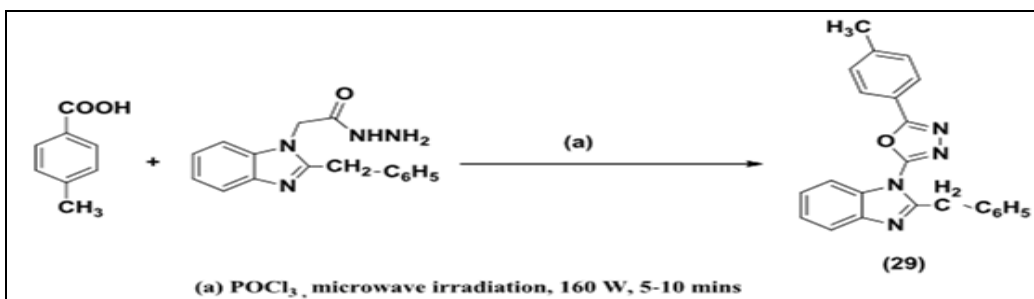 COOH
CH3
+
O
NHNH2
N
N
CH2-C6H5
(a)
H3C
N
O
N
N
H2
C
C6H5
N
(29)
(a) POCl3, microwave irradiation, 160 W, 5-10 mins